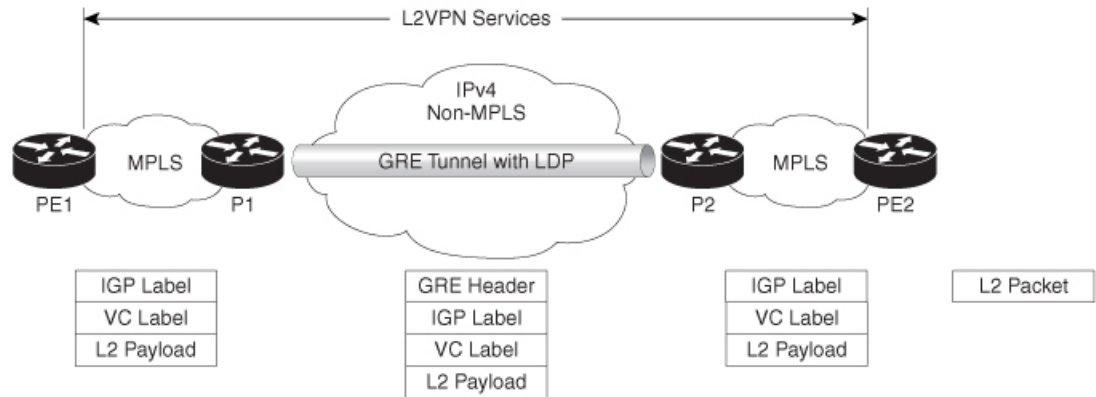 L2VPN Services
IPv4
Non-MPLS
MPLS
GRE Tunnel with LDP
MPLS
PE1
P1
P2
PE2
IGP Label
VC Label
L2 Payload
GRE Header
IGP Label
VC Label
L2 Payload
IGP Label
VC Label
L2 Payload
L2 Packet